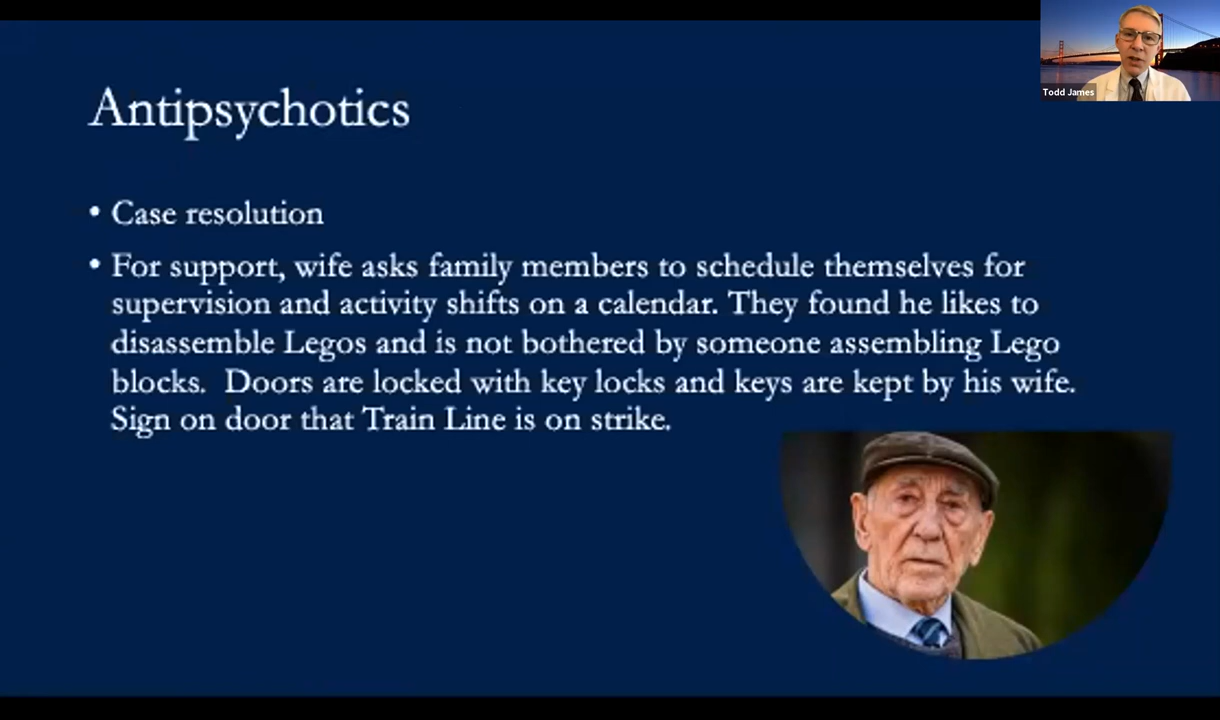 Todd James
Antipsychotics
• Case resolution
• For support, wife asks family members to schedule themselves for
supervision and activity shifts on a calendar. They found he likes to
disassemble Legos and is not bothered by someone assembling Lego
blocks.  Doors are locked with key locks and keys are kept by his wife.
Sign on door that Train Line is on strike.